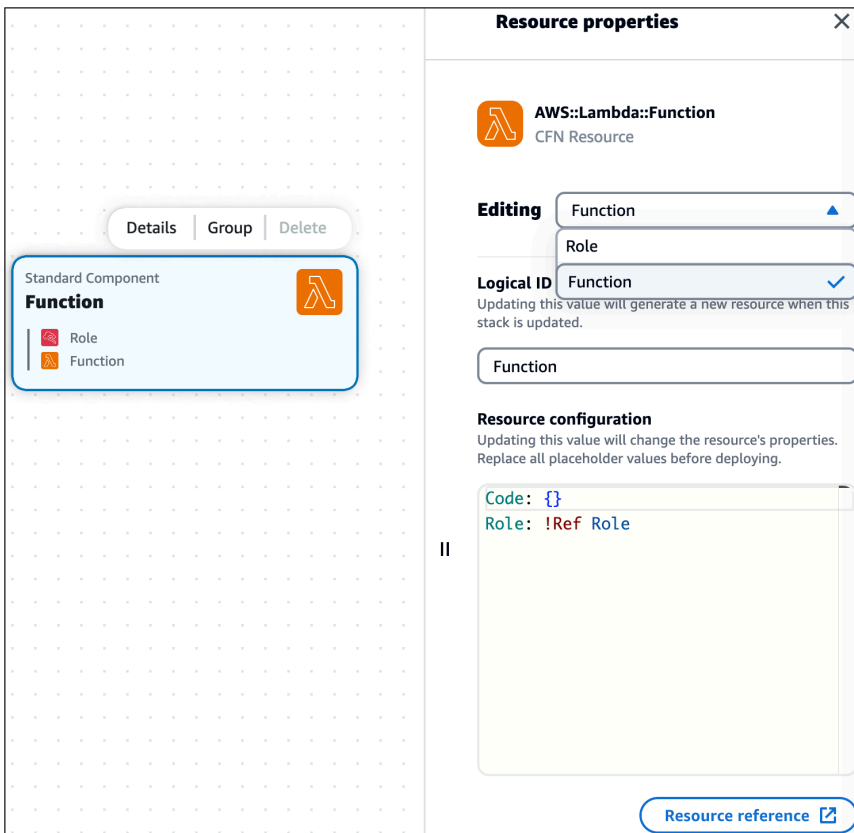 Resource properties
AWS::Lambda::Function
CFN Resource
Details
Group
Delete
Editing
Function
Role
Function
Standard Component
Function
Role
Function
Logical ID
Updating this value will generate a new resource when this
stack is updated.
Function
Resource configuration
Updating this value will change the resource's properties.
Replace all placeholder values before deploying.
Code: {}
Role: !Ref Role
Resource reference